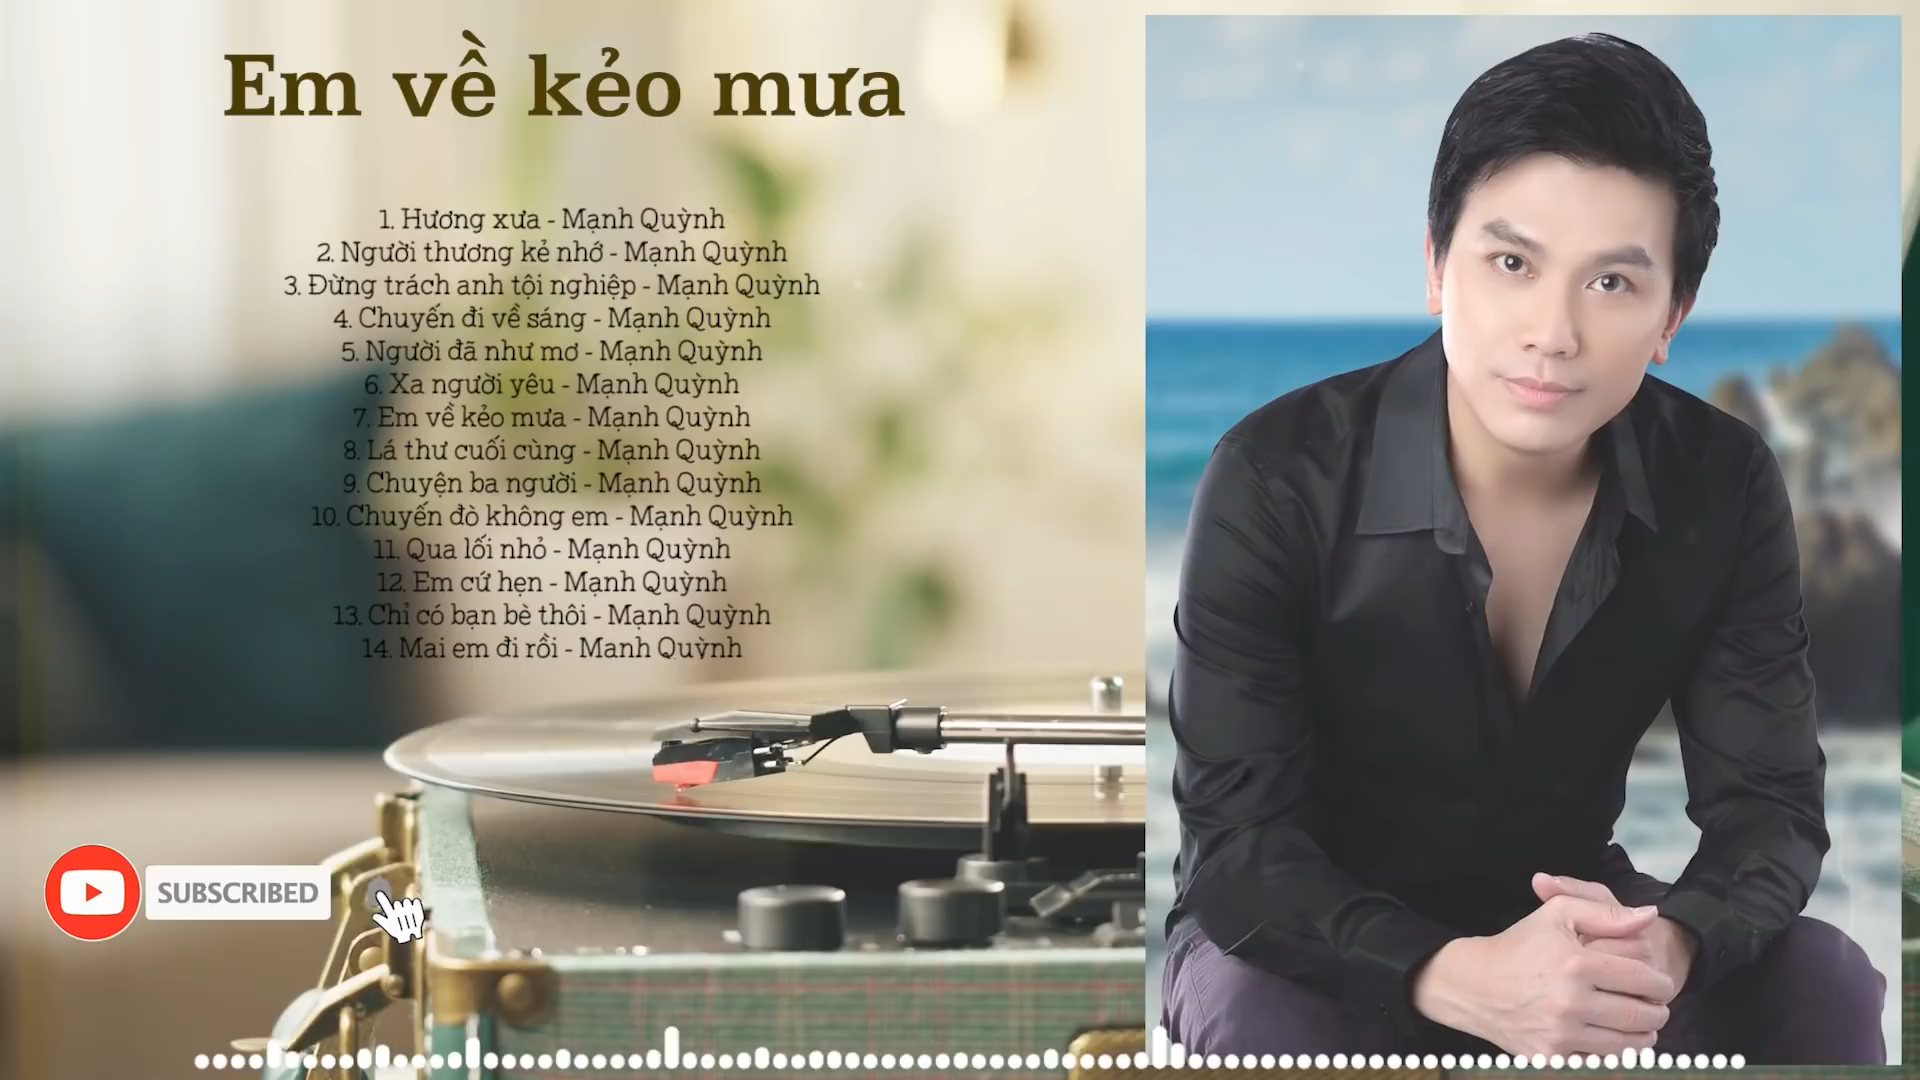 Em về kẻo mưa
1. Hương xưa - Mạnh Quỳnh
2. Người thương kẻ nhớ - Mạnh Quỳnh
3. Đừng trách anh tội nghiệp - Mạnh Quỳnh
4. Chuyến đi về sáng - Mạnh Quỳnh
5. Người đã như mơ - Mạnh Quỳnh
6. Xa người yêu - Mạnh Quỳnh
7. Em về kẻo mưa - Mạnh Quỳnh
8. Lá thư cuối cùng - Mạnh Quỳnh
9. Chuyện ba người - Mạnh Quỳnh
10. Chuyến đò không em - Mạnh Quỳnh
11. Qua lối nhỏ - Mạnh Quỳnh
12. Em cứ hẹn - Mạnh Quỳnh
13. Chỉ có bạn bè thôi - Mạnh Quỳnh
14. Mai em đi rồi - Mạnh Quỳnh
SUBSCRIBED